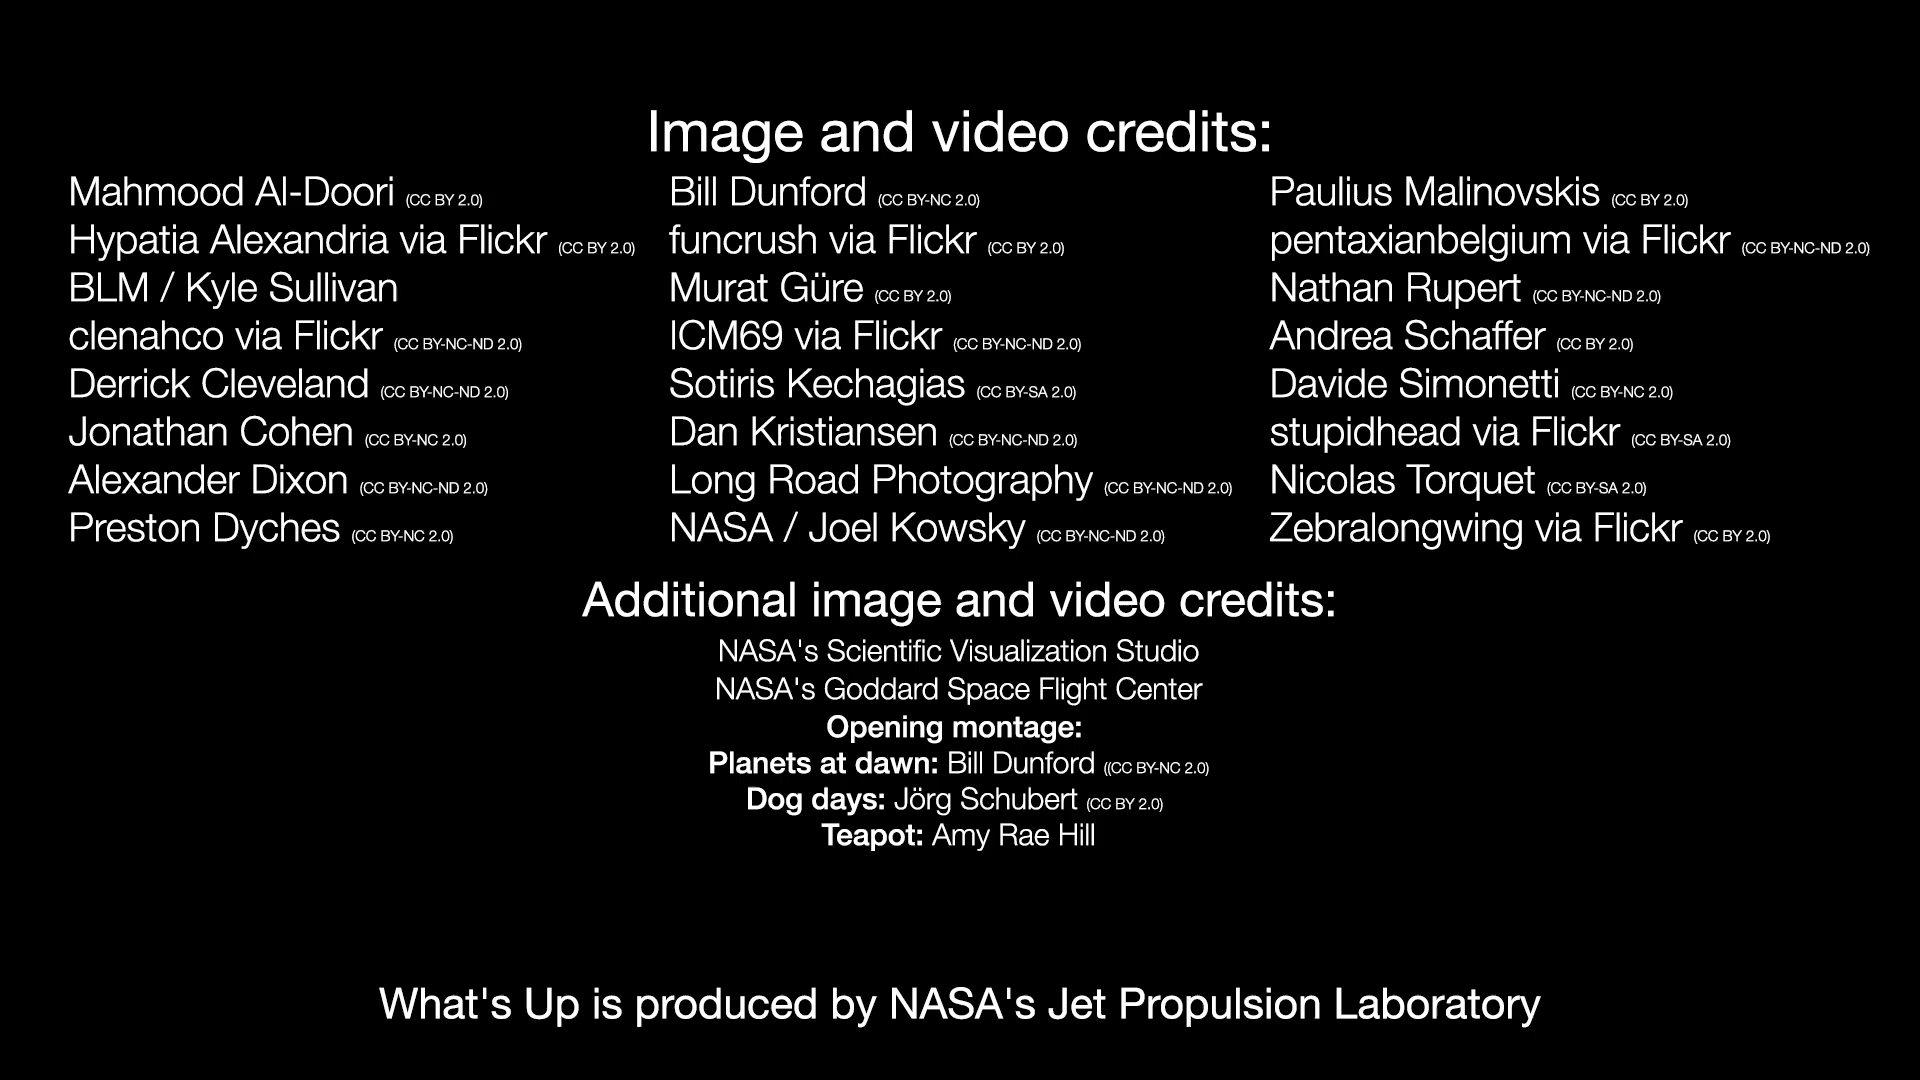 Image and video credits:
Mahmood Al-Doori (CC BY 2.0)
Hypatia Alexandria via Flickr (CC BY 2.0)
BLM / Kyle Sullivan
clenahco via Flickr (CC BY-NC-ND 2.0)
Derrick Cleveland (CC BY-NC-ND 2.0)
Jonathan Cohen (CC BY-NC 2.0)
Alexander Dixon (CC BY-NC-ND 2.0)
Preston Dyches (CC BY-NC 2.0)
Bill Dunford (CC BY-NC 2.0)
funcrush via Flickr (CC BY 2.0)
Murat Güre (CC BY 2.0)
ICM69 via Flickr (CC BY-NC-ND 2.0)
Sotiris Kechagias (CC BY-SA 2.0)
Dan Kristiansen (CC BY-NC-ND 2.0)
Long Road Photography (CC BY-NC-ND 2.0)
NASA / Joel Kowsky (CC BY-NC-ND 2.0)
Paulius Malinovskis (CC BY 2.0)
pentaxianbelgium via Flickr (CC BY-NC-ND 2.0)
Nathan Rupert (CC BY-NC-ND 2.0)
Andrea Schaffer (CC BY 2.0)
Davide Simonetti (CC BY-NC 2.0)
stupidhead via Flickr (CC BY-SA 2.0)
Nicolas Torquet (CC BY-SA 2.0)
Zebralongwing via Flickr (CC BY 2.0)
Additional image and video credits:
NASA's Scientific Visualization Studio
NASA's Goddard Space Flight Center
Opening montage:
Planets at dawn: Bill Dunford ((CC BY-NC 2.0)
Dog days: Jörg Schubert (CC BY 2.0)
Teapot: Amy Rae Hill
What's Up is produced by NASA's Jet Propulsion Laboratory